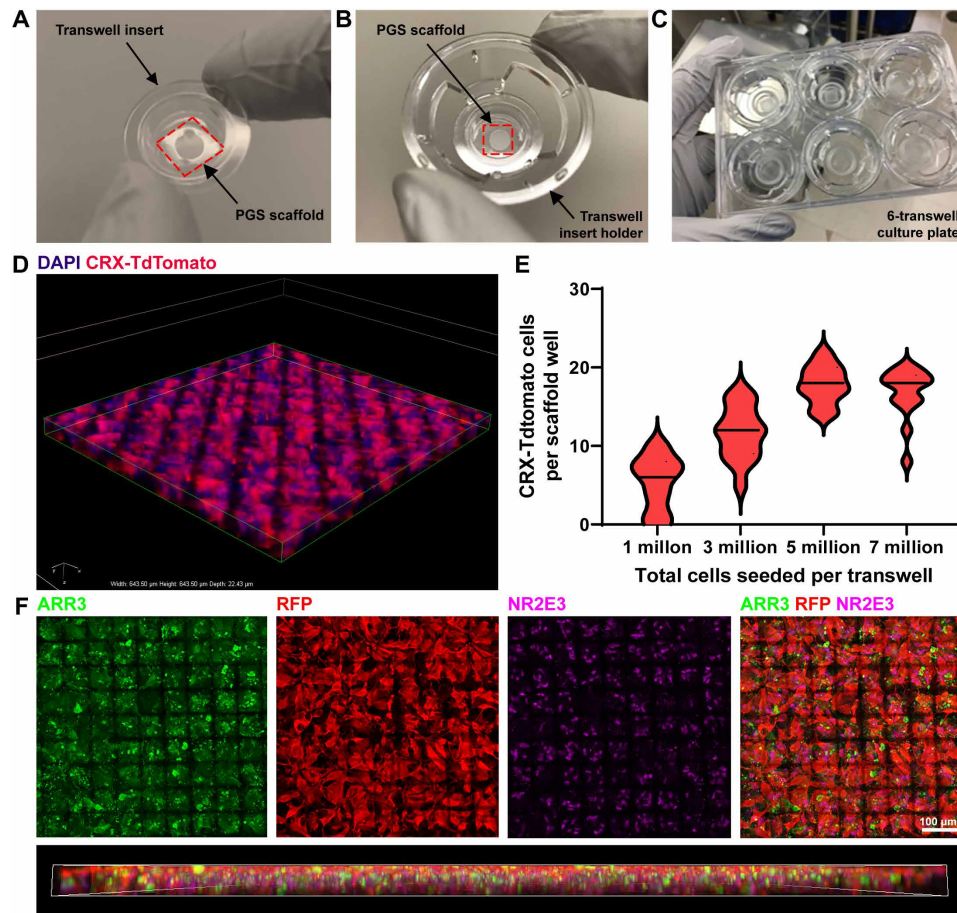 A
Transwell insert
PGS scaffold
B
PGS scaffold
Transwell
insert holder
C
6-transwell
culture plate
D
DAPI CRX-TdTomato
y
x
z
Width: 643.50 µm Height: 643.50 µm Depth: 22.43 µm
E
CRX-Tdtomato cells
per scaffold well
30
20
10
0
1 millon
3 million
5 million
7 million
Total cells seeded per transwell
F
ARR3
RFP
NR2E3
ARR3 RFP NR2E3
100 µm